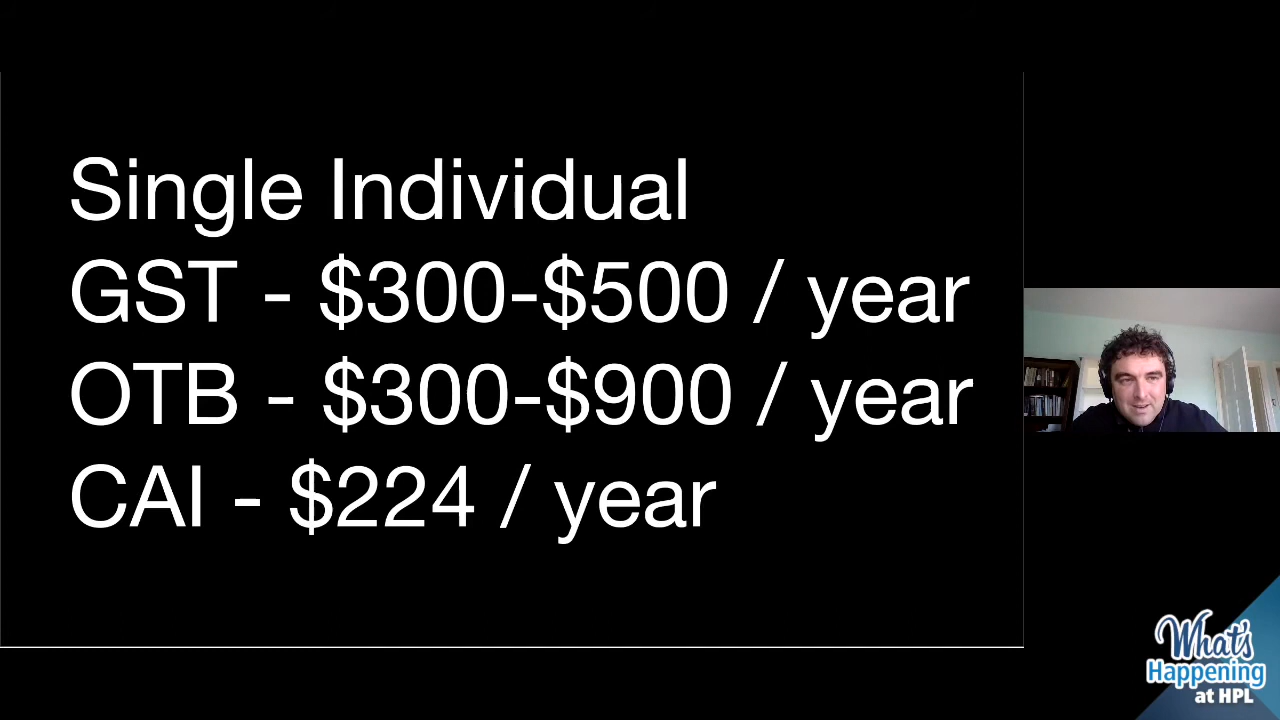 Single Individual
GST - $300-$500 / year
OTB - $300-$900 / year
CAI - $224 / year
What's
Happening
at HPL